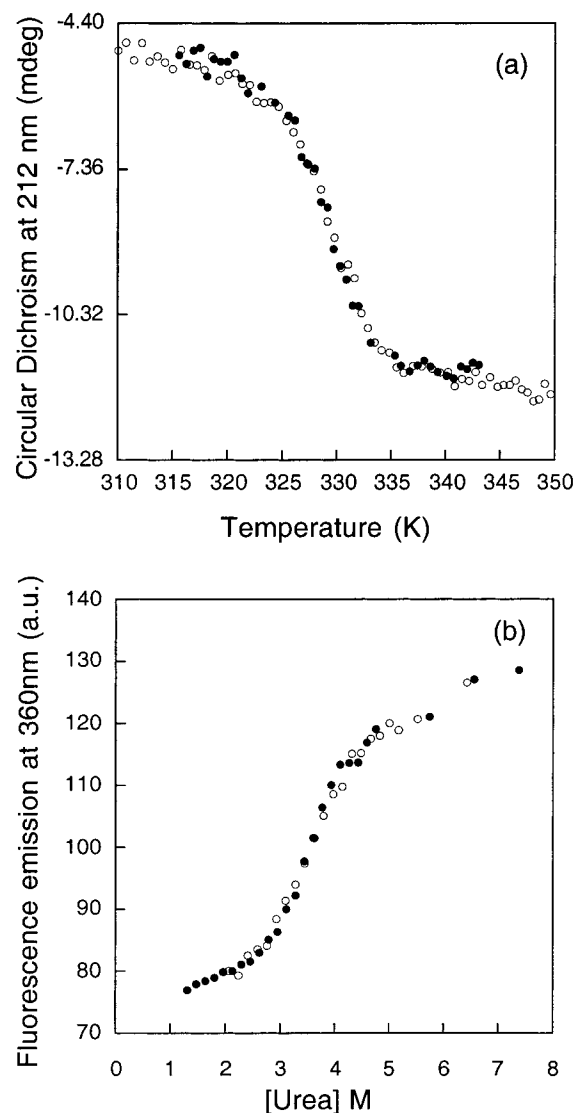 -4.40
-7.36
-10.32
-13.28
Circular Dichroism at 212 nm (mdeg)
(a)
310 315 320 325 330 335 340 345 350
Temperature (K)
140
130
120
110
100
90
80
70
Fluorescence emission at 360nm (a.u.)
(b)
0 1 2 3 4 5 6 7 8
[Urea] M